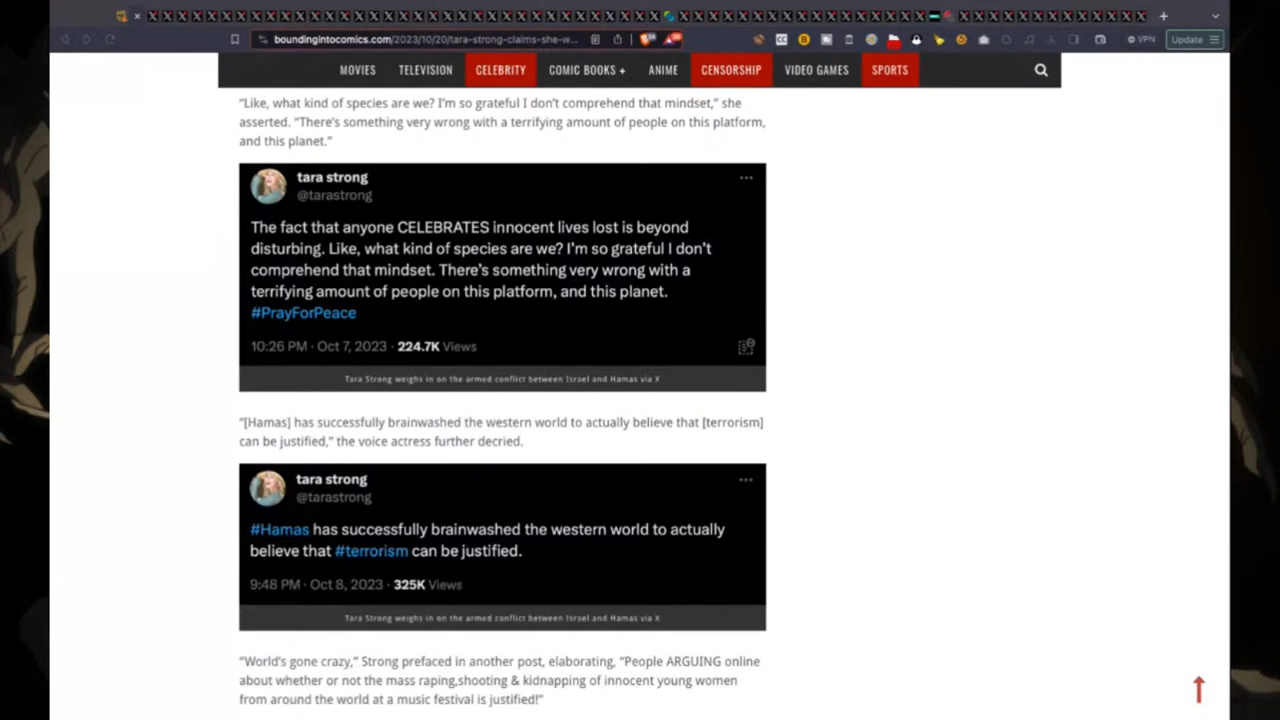 boundingintocomics.com/2023/10/20/tara-strong-claims-she-w...
VPN
Update
MOVIES TELEVISION CELEBRITY COMIC BOOKS + ANIME CENSORSHIP VIDEO GAMES SPORTS
“Like, what kind of species are we? I’m so grateful I don’t comprehend that mindset,” she
asserted. “There’s something very wrong with a terrifying amount of people on this platform,
and this planet.”
tara strong
@tarastrong
The fact that anyone CELEBRATES innocent lives lost is beyond
disturbing. Like, what kind of species are we? I’m so grateful I don’t
comprehend that mindset. There’s something very wrong with a
terrifying amount of people on this platform, and this planet.
#PrayForPeace
10:26 PM · Oct 7, 2023 · 224.7K Views
Tara Strong weighs in on the armed conflict between Israel and Hamas via X
“[Hamas] has successfully brainwashed the western world to actually believe that [terrorism]
can be justified,” the voice actress further decried.
tara strong
@tarastrong
#Hamas has successfully brainwashed the western world to actually
believe that #terrorism can be justified.
9:48 PM · Oct 8, 2023 · 325K Views
Tara Strong weighs in on the armed conflict between Israel and Hamas via X
“World’s gone crazy,” Strong prefaced in another post, elaborating, “People ARGUING online
about whether or not the mass raping,shooting & kidnapping of innocent young women
from around the world at a music festival is justified!”